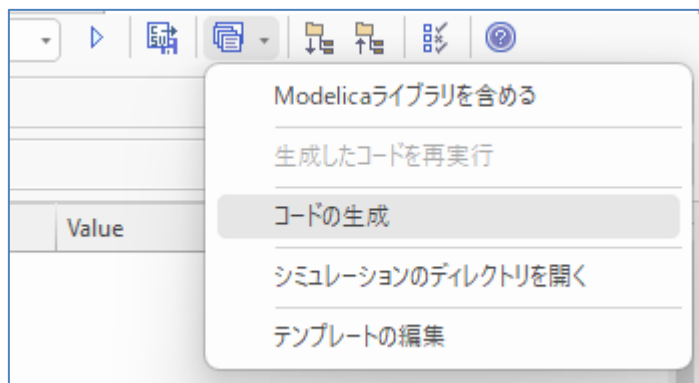 Modelicaライブラリを含める
生成したコードを再実行
コードの生成
Value
シミュレーションのディレクトリを開く
テンプレートの編集